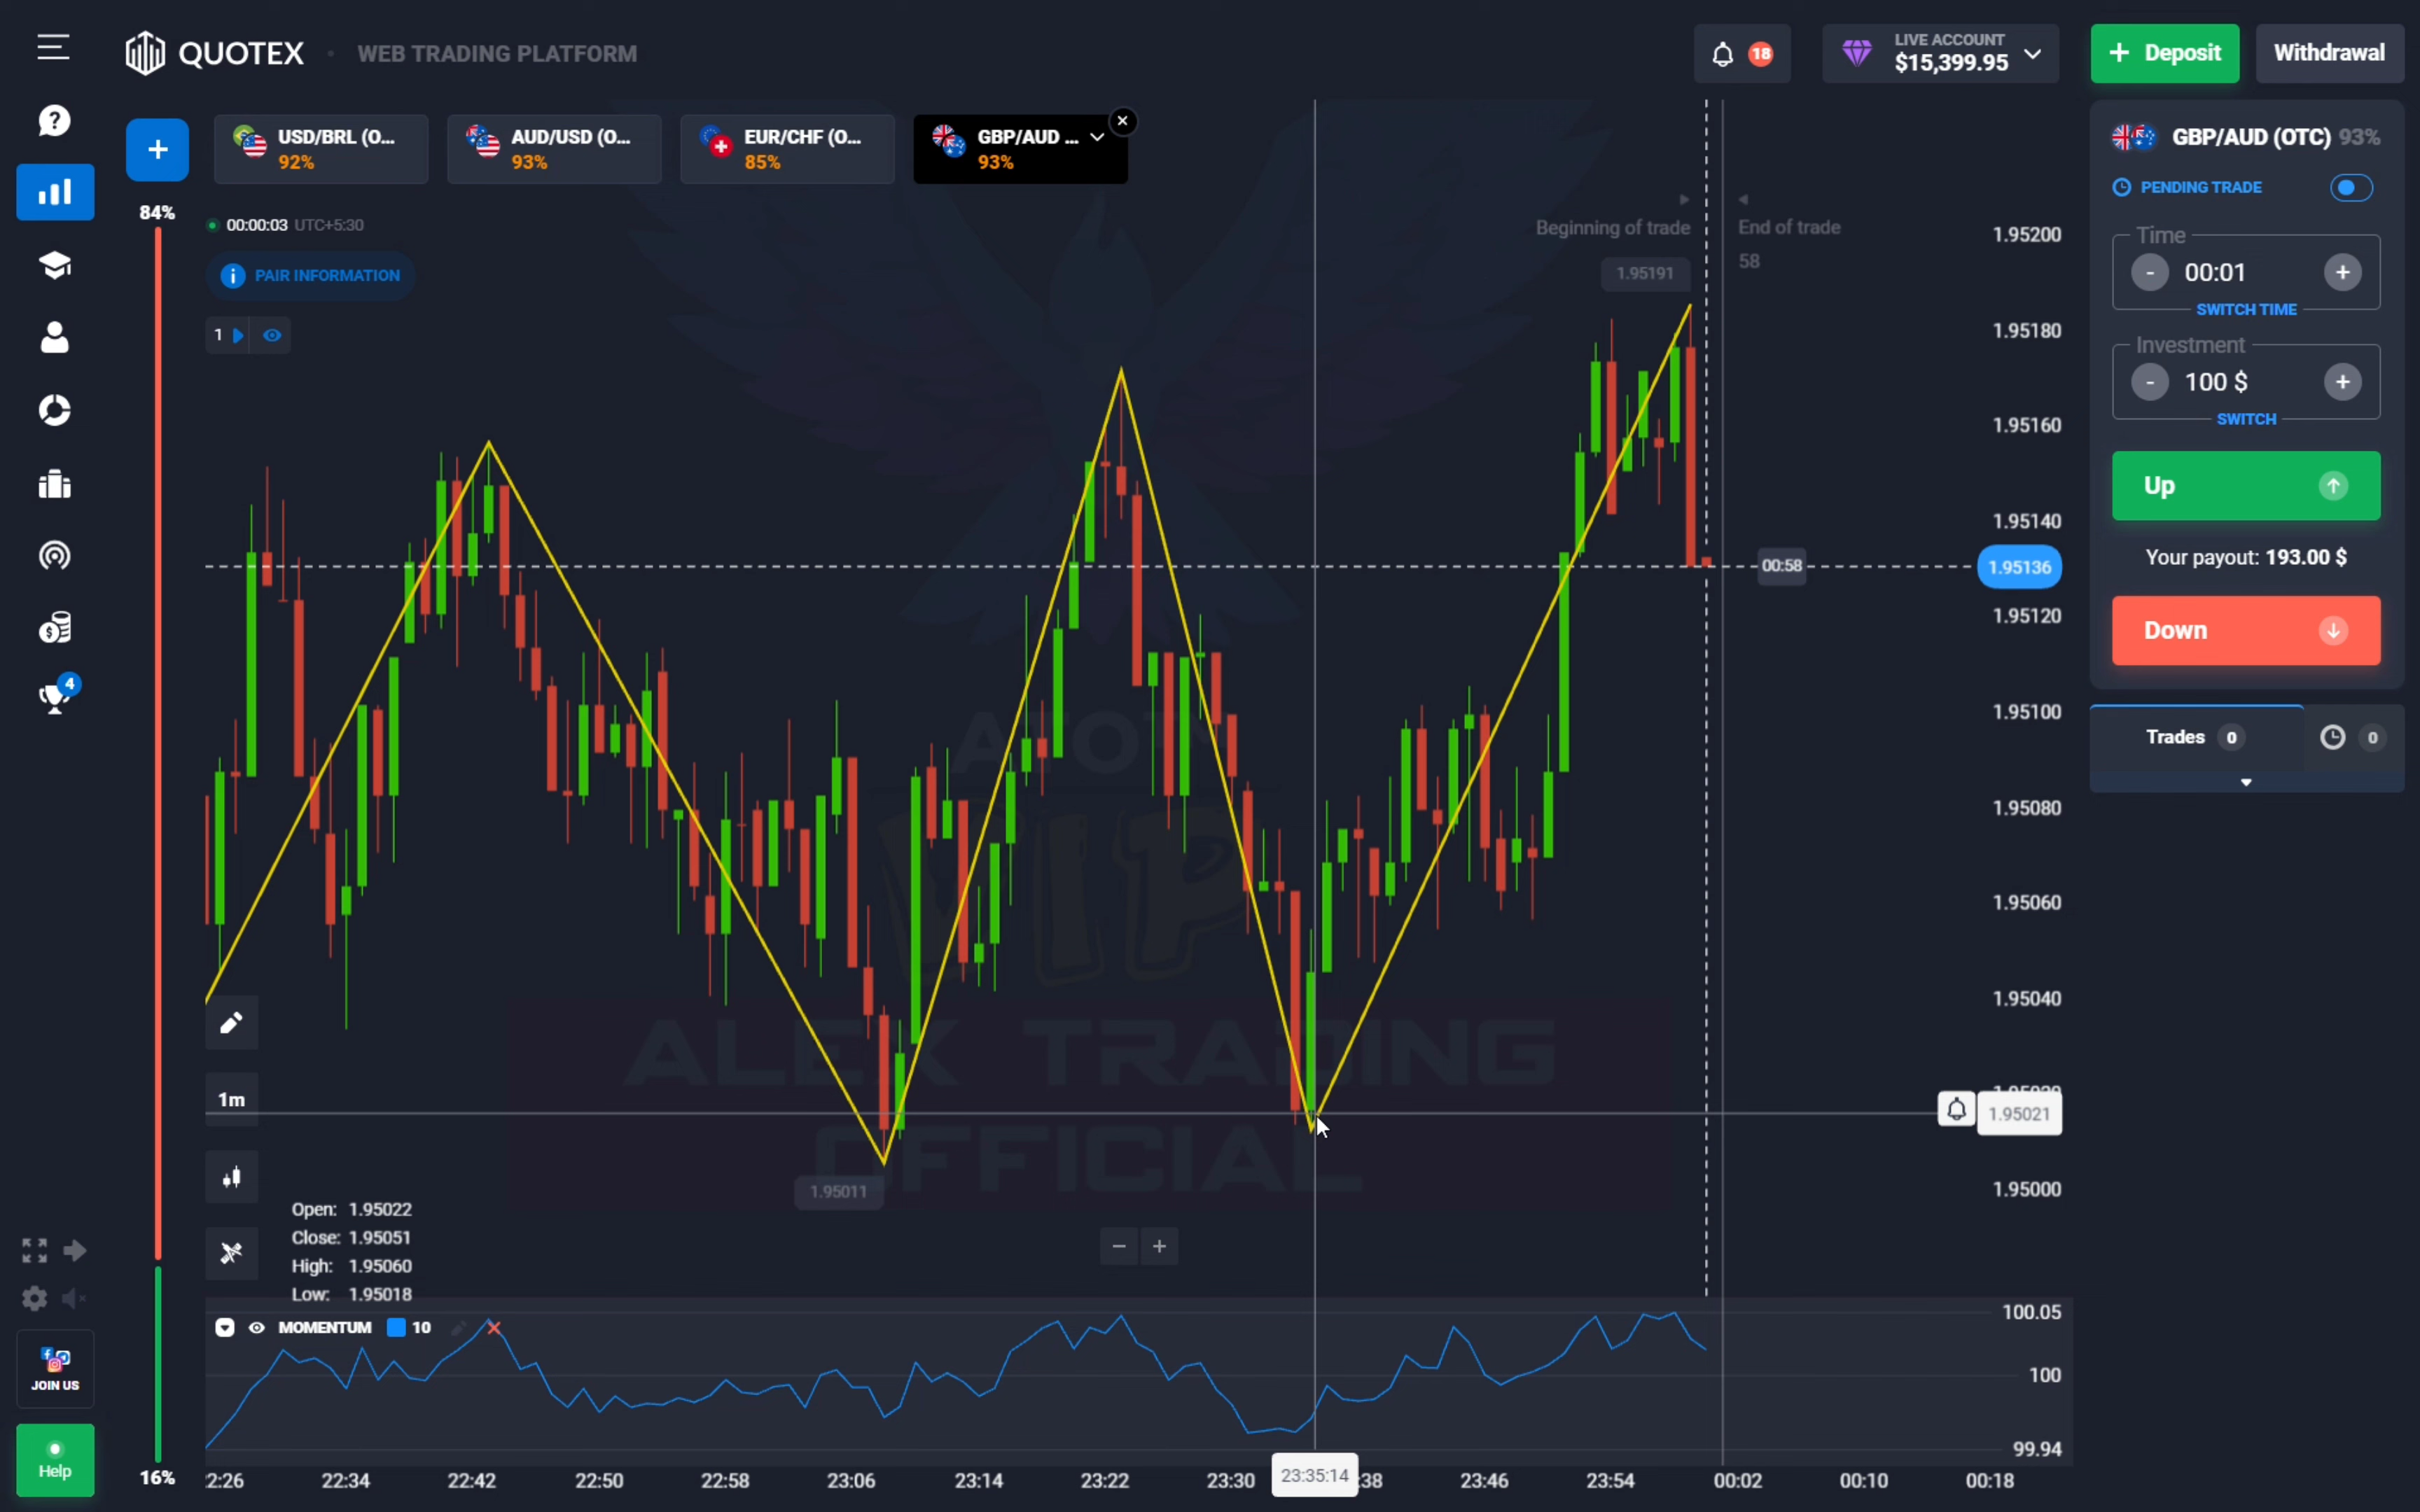 QUOTEX
WEB TRADING PLATFORM
18
LIVE ACCOUNT
$15,399.95
+ Deposit
Withdrawal
USD/BRL (O...
92%
AUD/USD (O...
93%
EUR/CHF (O...
85%
GBP/AUD ...
93%
84%
00:00:03 UTC+5:30
PAIR INFORMATION
1
Beginning of trade
End of trade
58
1.95191
1.95200
1.95180
1.95160
1.95140
00:58
1.95136
1.95120
1.95100
1.95080
1.95060
1.95040
1.95021
1.95000
GBP/AUD (OTC) 93%
PENDING TRADE
Time
- 00:01 +
SWITCH TIME
Investment
- 100 $ +
SWITCH
Up
Your payout: 193.00 $
Down
Trades 0
0
4
VIP
ALEX TRADING
OFFICIAL
1m
1.95011
Open: 1.95022
Close: 1.95051
High: 1.95060
Low: 1.95018
MOMENTUM 10
100.05
100
99.94
JOIN US
Help
16%
2:26 22:34 22:42 22:50 22:58 23:06 23:14 23:22 23:30 23:35:14 :38 23:46 23:54 00:02 00:10 00:18